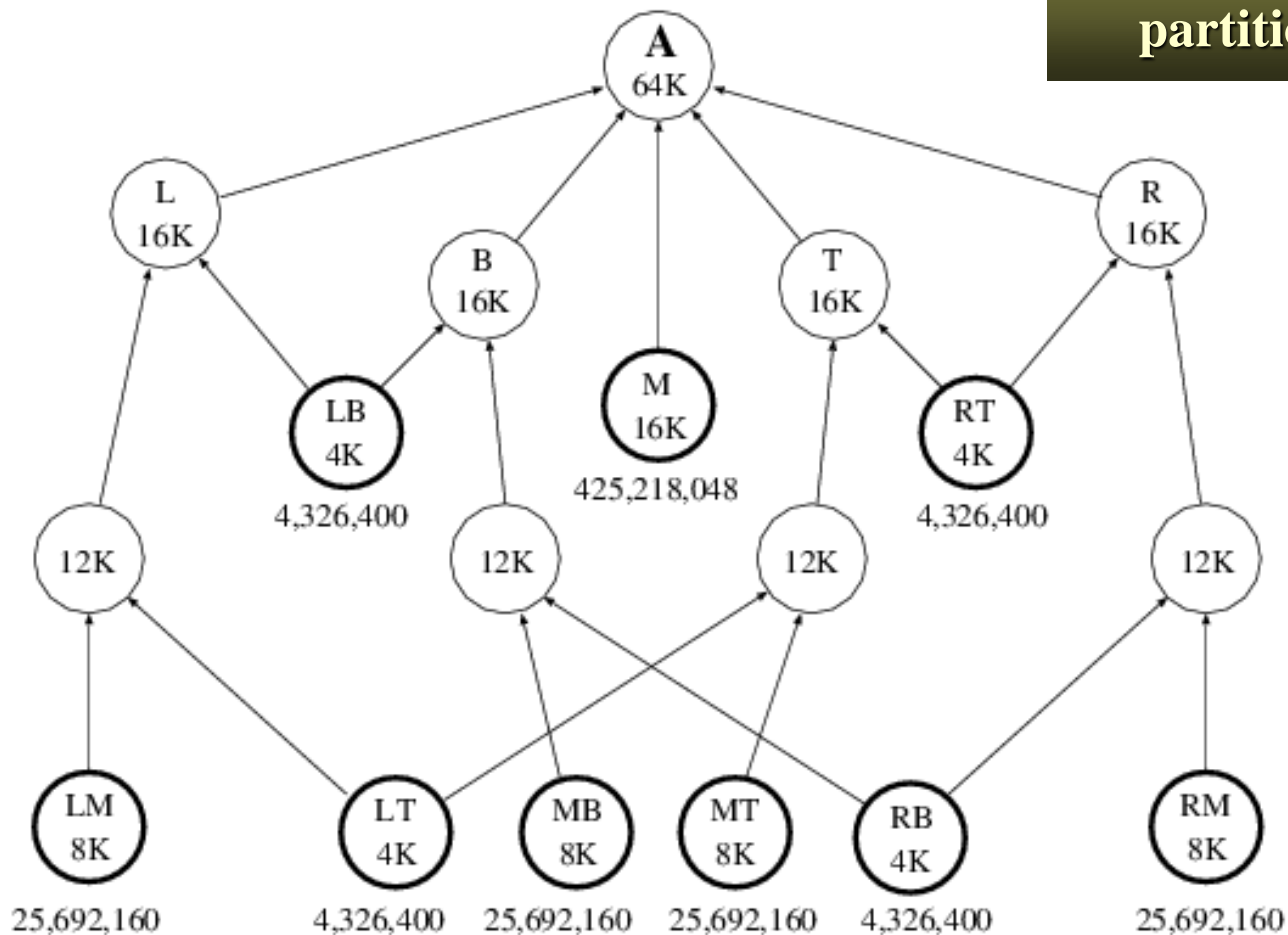 partitio
A
64K
L
16K
R
16K
B
16K
T
16K
M
16K
LB
4K
RT
4K
425,218,048
4,326,400
4,326,400
12K
12K
12K
12K
LM
8K
LT
4K
MB
8K
MT
8K
RB
4K
RM
8K
25,692,160
4,326,400
25,692,160
25,692,160
4,326,400
25,692,160